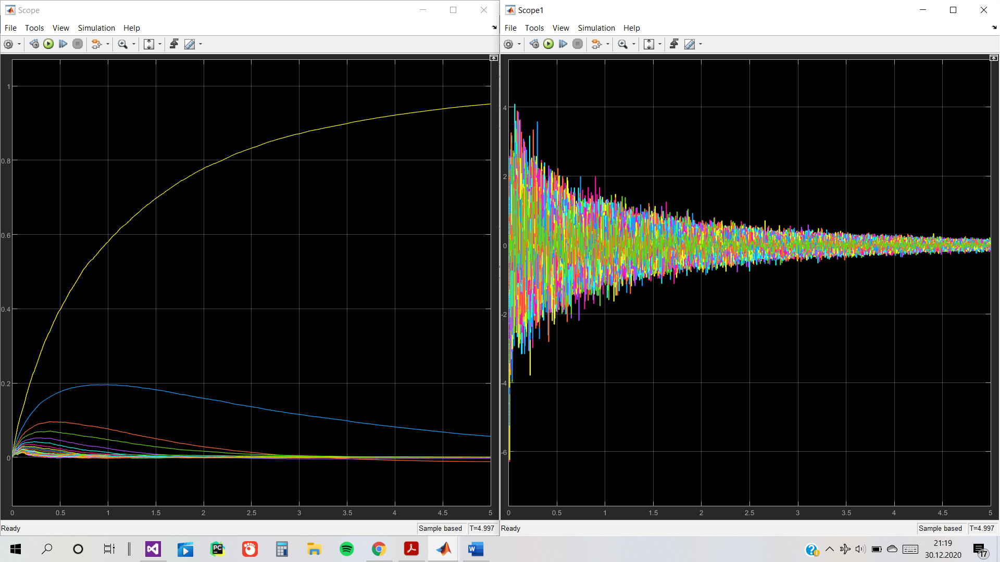 Scope
File Tools View Simulation Help
1
0.8
0.6
0.4
0.2
0
0 0.5 1 1.5 2 2.5 3 3.5 4 4.5 5
Ready Sample based T=4.997
Scope1
File Tools View Simulation Help
4
2
0
-2
-4
-6
0 0.5 1 1.5 2 2.5 3 3.5 4 4.5 5
Ready Sample based T=4.997
PC
W
21:19
30.12.2020
17